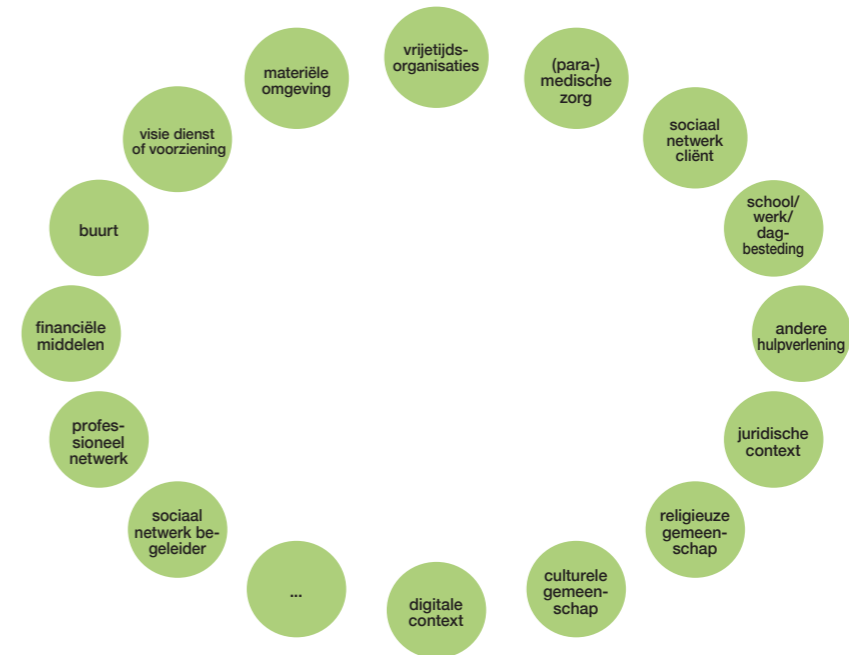 vrijetijds-
organisaties
(para-)
medische
zorg
sociaal
netwerk
cliënt
school/
werk/
dag-
besteding
andere
hulpverlening
juridische
context
religieuze
gemeen-
schap
culturele
gemeen-
schap
digitale
context
...
sociaal
netwerk be-
geleider
profes-
sioneel
netwerk
financiële
middelen
buurt
visie dienst
of voorziening
materiële
omgeving